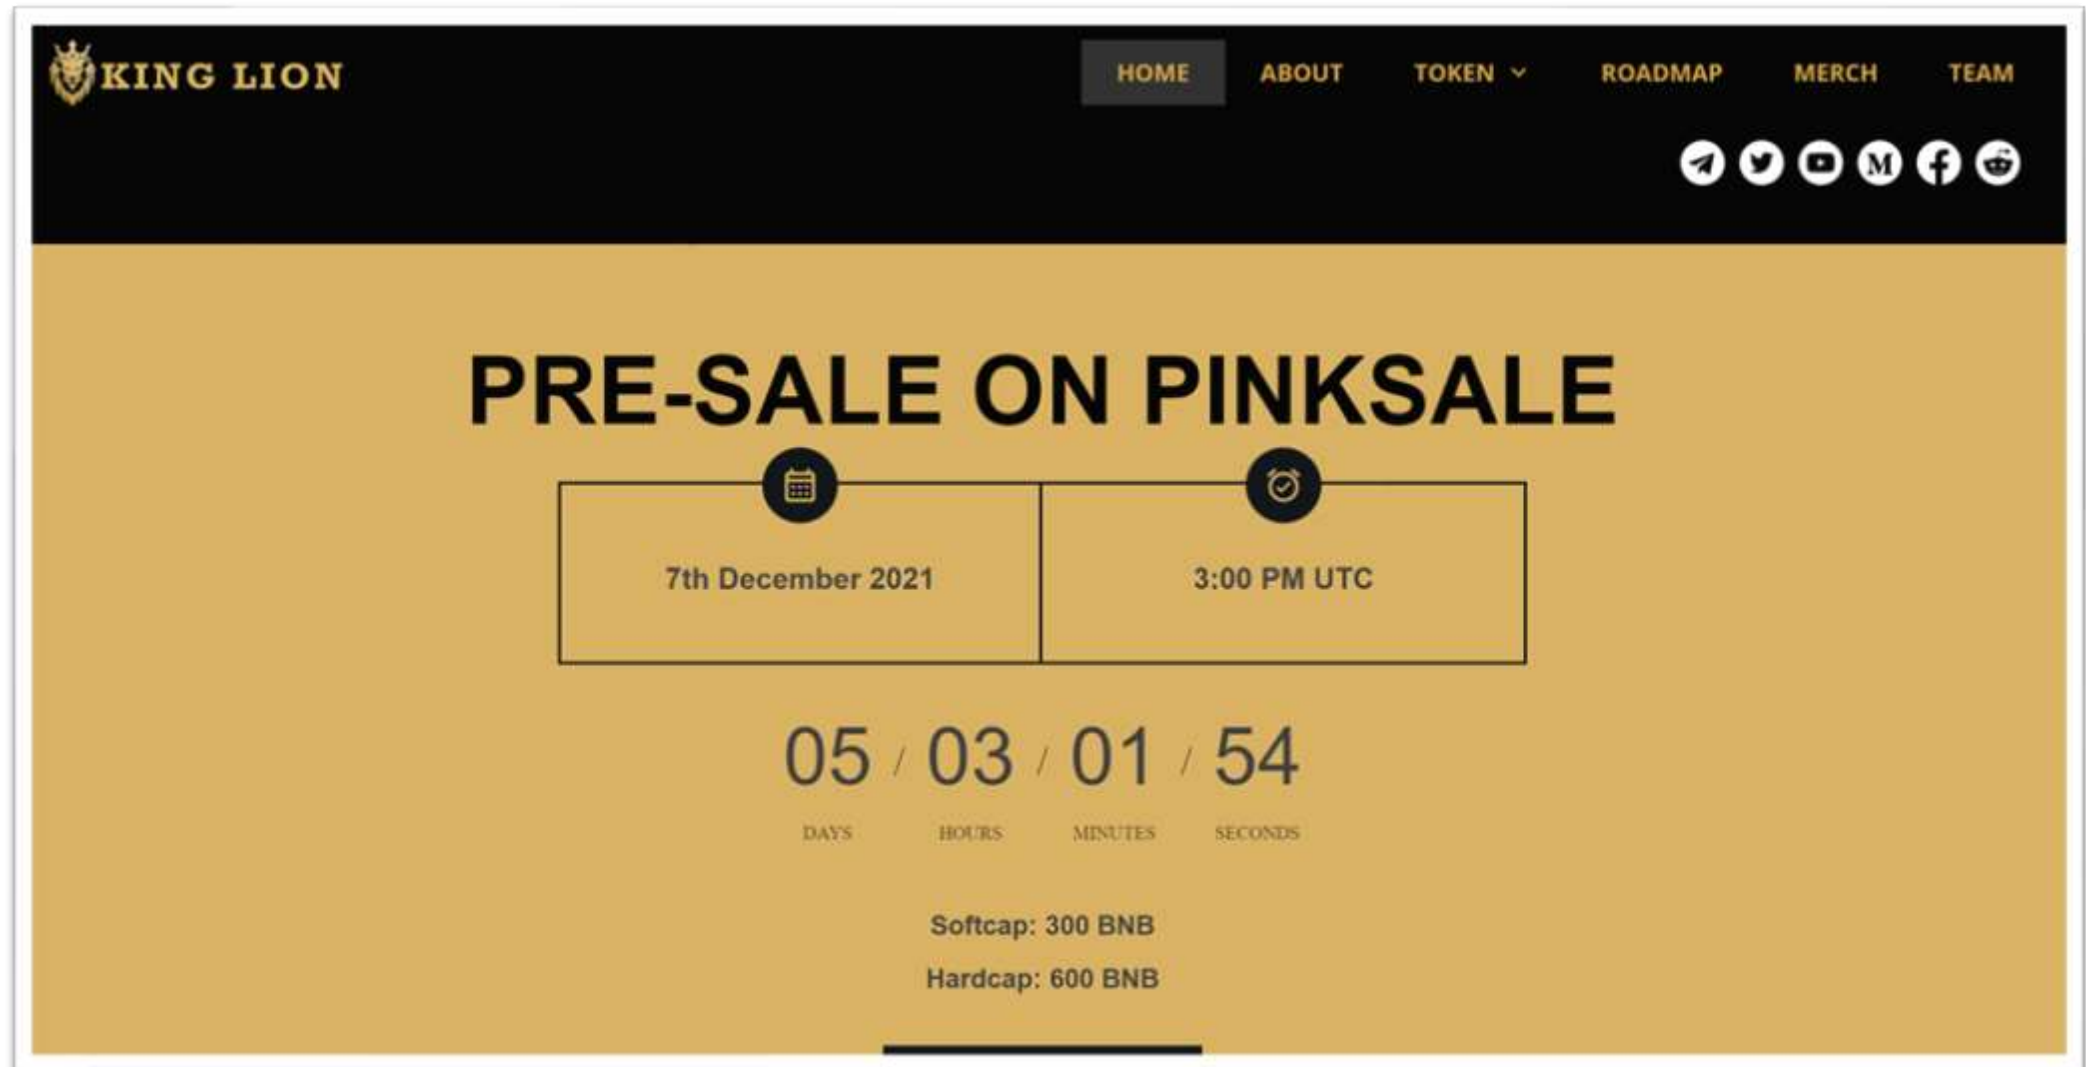 KING LION
HOME ABOUT TOKEN ROADMAP MERCH TEAM
M
PRE-SALE ON PINKSALE
7th December 2021 3:00 PM UTC
05 / 03 / 01 / 54
DAYS HOURS MINUTES SECONDS
Softcap: 300 BNB
Hardcap: 600 BNB